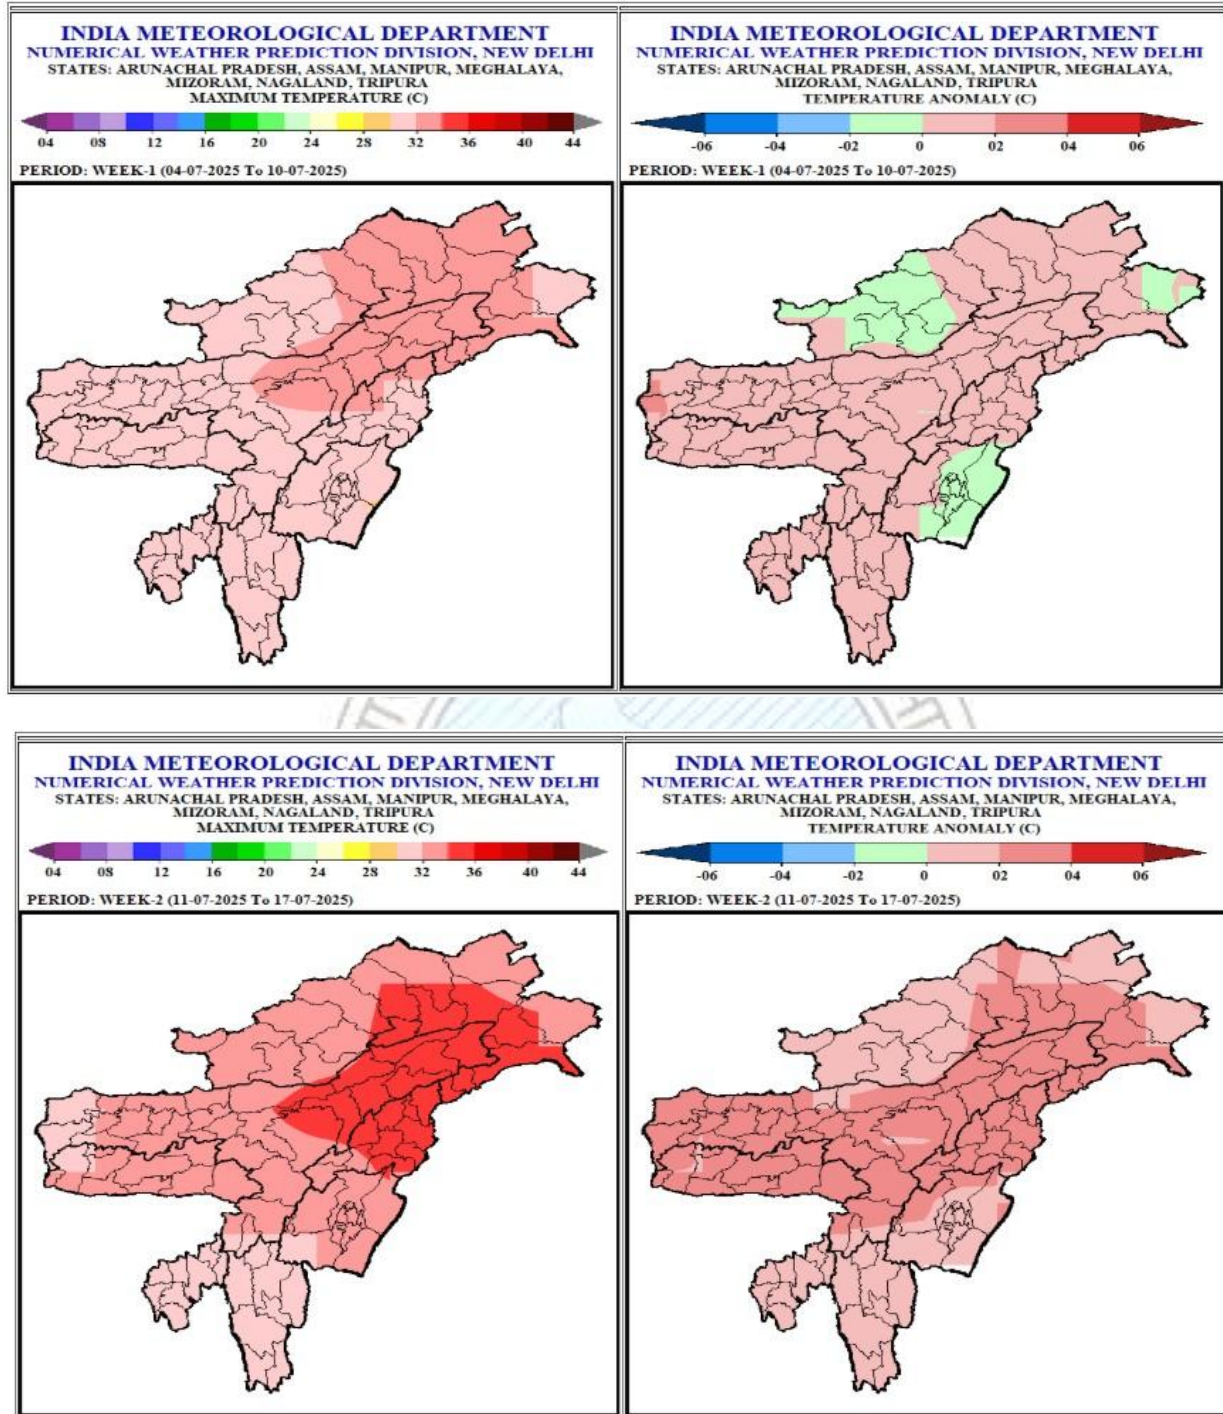 INDIA METEOROLOGICAL DEPARTMENT
NUMERICAL WEATHER PREDICTION DIVISION, NEW DELHI
STATES: ARUNACHAL PRADESH, ASSAM, MANIPUR, MEGHALAYA,
MIZORAM, NAGALAND, TRIPURA
MAXIMUM TEMPERATURE (C)
04 08 12 16 20 24 28 32 36 40 44
PERIOD: WEEK-1 (04-07-2025 To 10-07-2025)
INDIA METEOROLOGICAL DEPARTMENT
NUMERICAL WEATHER PREDICTION DIVISION, NEW DELHI
STATES: ARUNACHAL PRADESH, ASSAM, MANIPUR, MEGHALAYA,
MIZORAM, NAGALAND, TRIPURA
TEMPERATURE ANOMALY (C)
-06 -04 -02 0 02 04 06
PERIOD: WEEK-1 (04-07-2025 To 10-07-2025)
INDIA METEOROLOGICAL DEPARTMENT
NUMERICAL WEATHER PREDICTION DIVISION, NEW DELHI
STATES: ARUNACHAL PRADESH, ASSAM, MANIPUR, MEGHALAYA,
MIZORAM, NAGALAND, TRIPURA
MAXIMUM TEMPERATURE (C)
04 08 12 16 20 24 28 32 36 40 44
PERIOD: WEEK-2 (11-07-2025 To 17-07-2025)
INDIA METEOROLOGICAL DEPARTMENT
NUMERICAL WEATHER PREDICTION DIVISION, NEW DELHI
STATES: ARUNACHAL PRADESH, ASSAM, MANIPUR, MEGHALAYA,
MIZORAM, NAGALAND, TRIPURA
TEMPERATURE ANOMALY (C)
-06 -04 -02 0 02 04 06
PERIOD: WEEK-2 (11-07-2025 To 17-07-2025)